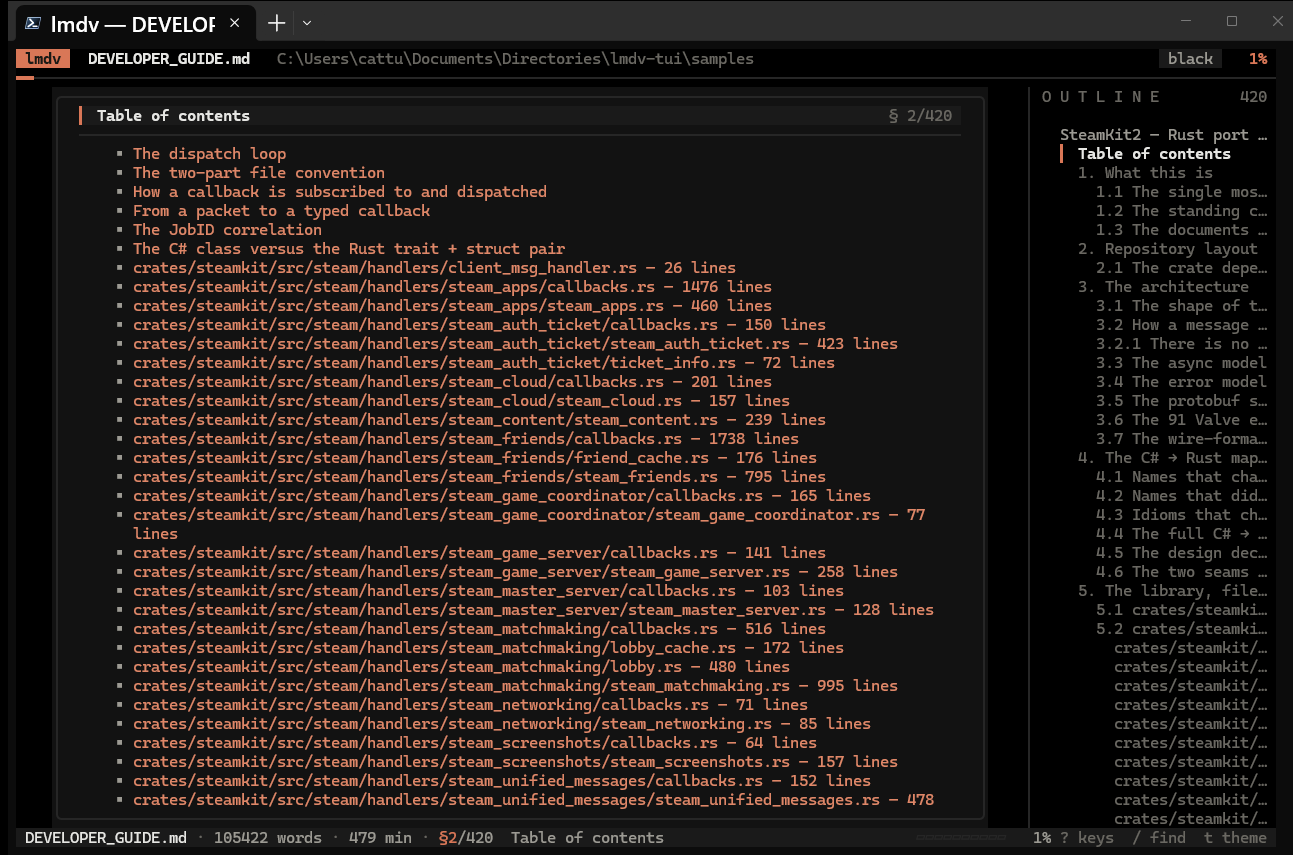 lmdv — DEVELOF
lmdv DEVELOPER_GUIDE.md C:\Users\cattu\Documents\Directories\lmdv-tui\samples black 1%
Table of contents § 2/420
▪ The dispatch loop
▪ The two-part file convention
▪ How a callback is subscribed to and dispatched
▪ From a packet to a typed callback
▪ The JobID correlation
▪ The C# class versus the Rust trait + struct pair
▪ crates/steamkit/src/steam/handlers/client_msg_handler.rs — 26 lines
▪ crates/steamkit/src/steam/handlers/steam_apps/callbacks.rs — 1476 lines
▪ crates/steamkit/src/steam/handlers/steam_apps/steam_apps.rs — 460 lines
▪ crates/steamkit/src/steam/handlers/steam_auth_ticket/callbacks.rs — 150 lines
▪ crates/steamkit/src/steam/handlers/steam_auth_ticket/steam_auth_ticket.rs — 423 lines
▪ crates/steamkit/src/steam/handlers/steam_auth_ticket/ticket_info.rs — 72 lines
▪ crates/steamkit/src/steam/handlers/steam_cloud/callbacks.rs — 201 lines
▪ crates/steamkit/src/steam/handlers/steam_cloud/steam_cloud.rs — 157 lines
▪ crates/steamkit/src/steam/handlers/steam_content/steam_content.rs — 239 lines
▪ crates/steamkit/src/steam/handlers/steam_friends/callbacks.rs — 1738 lines
▪ crates/steamkit/src/steam/handlers/steam_friends/friend_cache.rs — 176 lines
▪ crates/steamkit/src/steam/handlers/steam_friends/steam_friends.rs — 795 lines
▪ crates/steamkit/src/steam/handlers/steam_game_coordinator/callbacks.rs — 165 lines
▪ crates/steamkit/src/steam/handlers/steam_game_coordinator/steam_game_coordinator.rs — 77
lines
▪ crates/steamkit/src/steam/handlers/steam_game_server/callbacks.rs — 141 lines
▪ crates/steamkit/src/steam/handlers/steam_game_server/steam_game_server.rs — 258 lines
▪ crates/steamkit/src/steam/handlers/steam_master_server/callbacks.rs — 103 lines
▪ crates/steamkit/src/steam/handlers/steam_master_server/steam_master_server.rs — 128 lines
▪ crates/steamkit/src/steam/handlers/steam_matchmaking/callbacks.rs — 516 lines
▪ crates/steamkit/src/steam/handlers/steam_matchmaking/lobby_cache.rs — 172 lines
▪ crates/steamkit/src/steam/handlers/steam_matchmaking/lobby.rs — 480 lines
▪ crates/steamkit/src/steam/handlers/steam_matchmaking/steam_matchmaking.rs — 995 lines
▪ crates/steamkit/src/steam/handlers/steam_networking/callbacks.rs — 71 lines
▪ crates/steamkit/src/steam/handlers/steam_networking/steam_networking.rs — 85 lines
▪ crates/steamkit/src/steam/handlers/steam_screenshots/callbacks.rs — 64 lines
▪ crates/steamkit/src/steam/handlers/steam_screenshots/steam_screenshots.rs — 157 lines
▪ crates/steamkit/src/steam/handlers/steam_unified_messages/callbacks.rs — 152 lines
▪ crates/steamkit/src/steam/handlers/steam_unified_messages/steam_unified_messages.rs — 478
O U T L I N E 420
SteamKit2 — Rust port …
Table of contents
1. What this is
1.1 The single mos…
1.2 The standing c…
1.3 The documents …
2. Repository layout
2.1 The crate depe…
3. The architecture
3.1 The shape of t…
3.2 How a message …
3.2.1 There is no …
3.3 The async model
3.4 The error model
3.5 The protobuf s…
3.6 The 91 Valve e…
3.7 The wire-forma…
4. The C# → Rust map…
4.1 Names that cha…
4.2 Names that did…
4.3 Idioms that ch…
4.4 The full C# → …
4.5 The design dec…
4.6 The two seams …
5. The library, file…
5.1 crates/steamki…
5.2 crates/steamki…
crates/steamkit/…
crates/steamkit/…
crates/steamkit/…
crates/steamkit/…
crates/steamkit/…
crates/steamkit/…
crates/steamkit/…
crates/steamkit/…
crates/steamkit/…
crates/steamkit/…
DEVELOPER_GUIDE.md · 105422 words · 479 min · §2/420 Table of contents 1% ? keys / find t theme